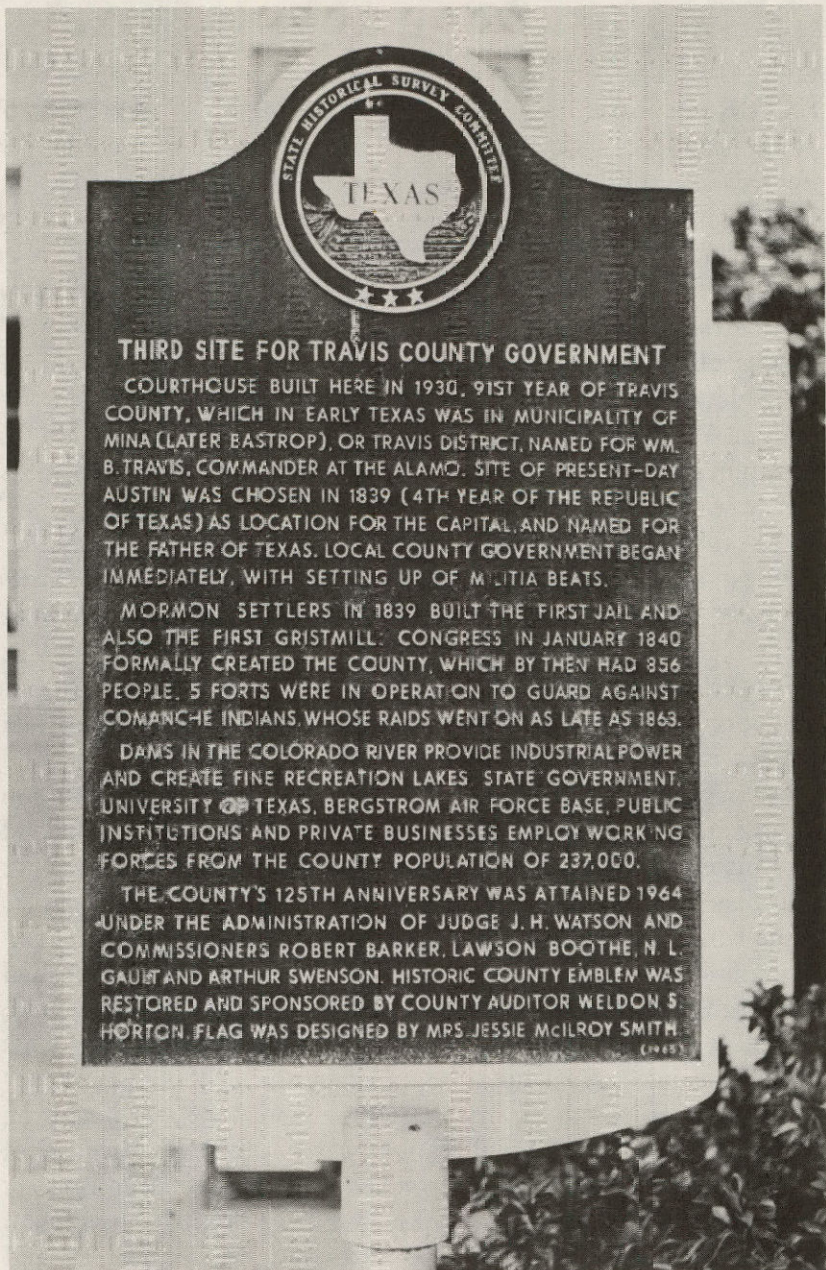 STATE HISTORICAL SURVEY COMMITTEE
TEXAS
THIRD SITE FOR TRAVIS COUNTY GOVERNMENT
COURTHOUSE BUILT HERE IN 1930, 91ST YEAR OF TRAVIS
COUNTY, WHICH IN EARLY TEXAS WAS IN MUNICIPALITY OF
MINA (LATER BASTROP), OR TRAVIS DISTRICT, NAMED FOR WM.
B. TRAVIS, COMMANDER AT THE ALAMO. SITE OF PRESENT-DAY
AUSTIN WAS CHOSEN IN 1839 (4TH YEAR OF THE REPUBLIC
OF TEXAS) AS LOCATION FOR THE CAPITAL, AND NAMED FOR
THE FATHER OF TEXAS. LOCAL COUNTY GOVERNMENT BEGAN
IMMEDIATELY, WITH SETTING UP OF MILITIA BEATS.
MORMON SETTLERS IN 1839 BUILT THE FIRST JAIL AND
ALSO THE FIRST GRISTMILL. CONGRESS IN JANUARY 1840
FORMALLY CREATED THE COUNTY, WHICH BY THEN HAD 856
PEOPLE. 5 FORTS WERE IN OPERATION TO GUARD AGAINST
COMANCHE INDIANS, WHOSE RAIDS WENT ON AS LATE AS 1863.
DAMS IN THE COLORADO RIVER PROVIDE INDUSTRIAL POWER
AND CREATE FINE RECREATION LAKES. STATE GOVERNMENT,
UNIVERSITY OF TEXAS, BERGSTROM AIR FORCE BASE, PUBLIC
INSTITUTIONS AND PRIVATE BUSINESSES EMPLOY WORKING
FORCES FROM THE COUNTY POPULATION OF 237,000.
THE COUNTY'S 125TH ANNIVERSARY WAS ATTAINED 1964
UNDER THE ADMINISTRATION OF JUDGE J. H. WATSON AND
COMMISSIONERS ROBERT BARKER, LAWSON BOOTHE, N. L.
GAULT AND ARTHUR SWENSON. HISTORIC COUNTY EMBLEM WAS
RESTORED AND SPONSORED BY COUNTY AUDITOR WELDON S.
HORTON. FLAG WAS DESIGNED BY MRS. JESSIE McILROY SMITH.
(1965)